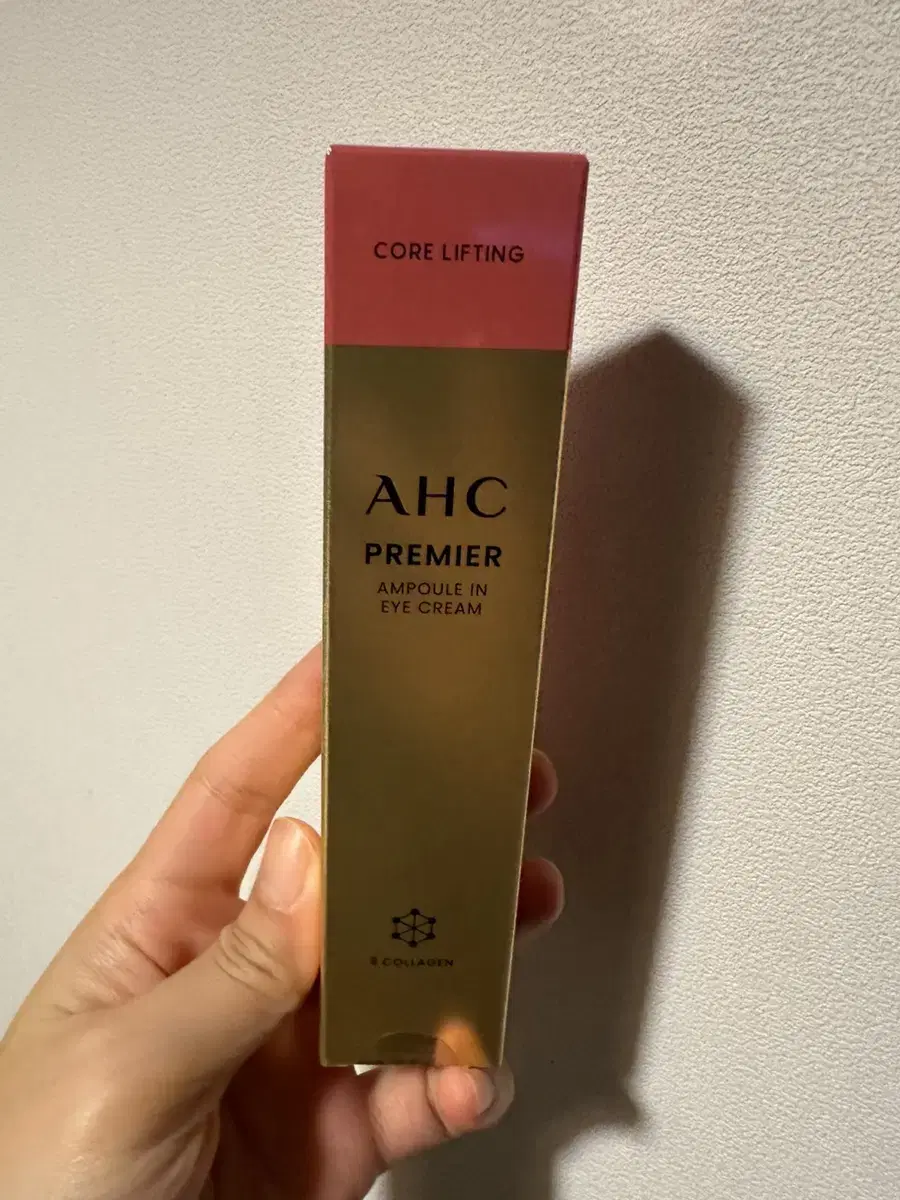 CORE LIFTING
AHC
PREMIER
AMPOULE IN
EYE CREAM
COLLAGEN